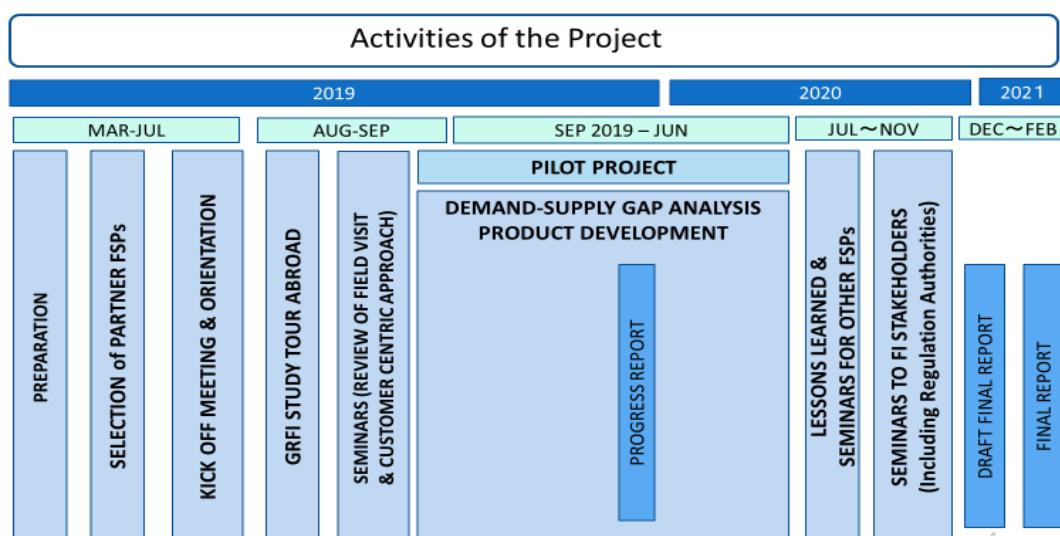 Activities of the Project
2019
2020
2021
MAR-JUL
AUG-SEP
SEP 2019 – JUN
JUL~NOV
DEC~FEB
PREPARATION
SELECTION of PARTNER FSPs
KICK OFF MEETING & ORIENTATION
GRFI STUDY TOUR ABROAD
SEMINARS (REVIEW OF FIELD VISIT
& CUSTOMER CENTRIC APPROACH)
PILOT PROJECT
DEMAND-SUPPLY GAP ANALYSIS
PRODUCT DEVELOPMENT
PROGRESS REPORT
LESSONS LEARNED &
SEMINARS FOR OTHER FSPs
SEMINARS TO FI STAKEHOLDERS
(Including Regulation Authorities)
DRAFT FINAL REPORT
FINAL REPORT